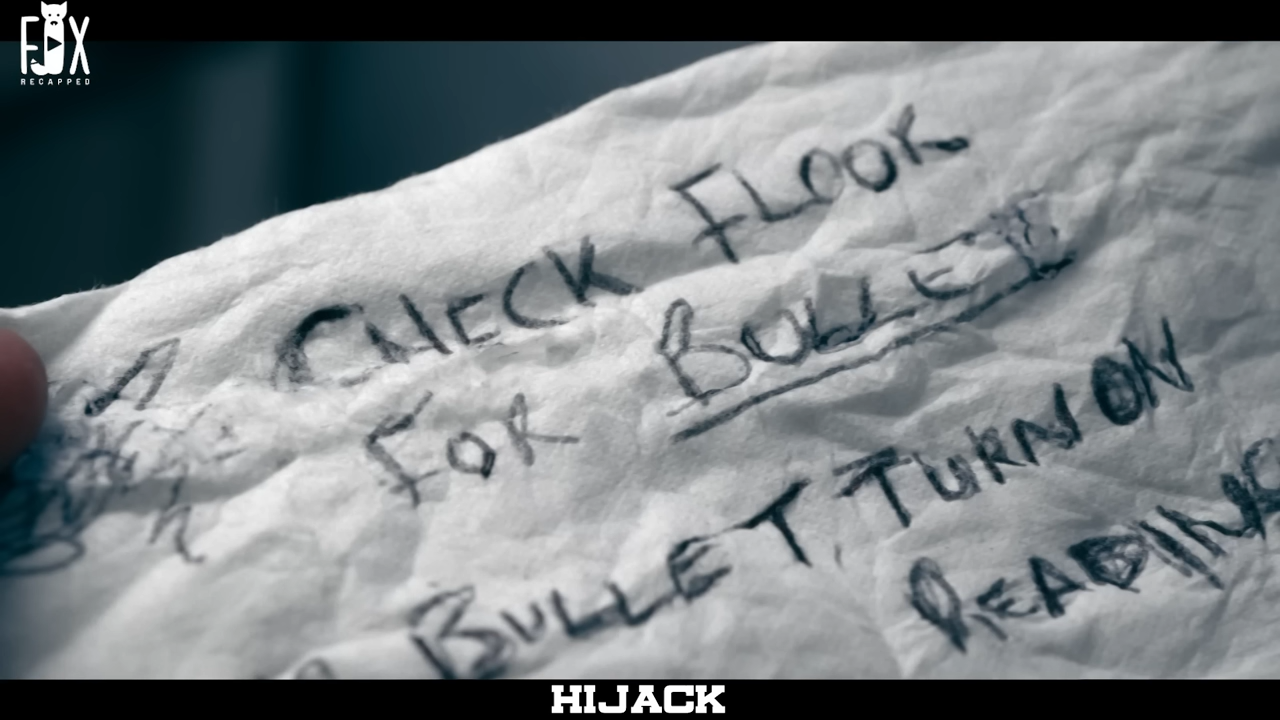 FOX
RECAPPED
CHECK FLOOR
FOR BULLET
BULLET TURN ON
READING
HIJACK